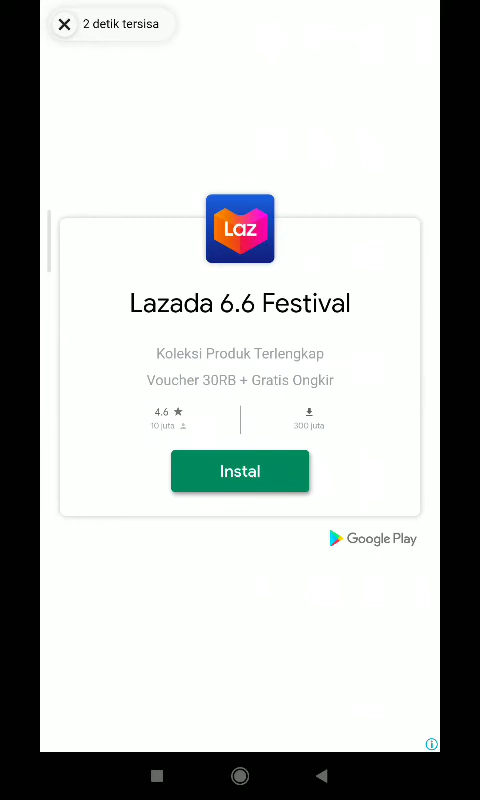 2 detik tersisa
Laz
Lazada 6.6 Festival
Koleksi Produk Terlengkap
Voucher 30RB + Gratis Ongkir
4.6 ★
10 juta
300 juta
Instal
Google Play